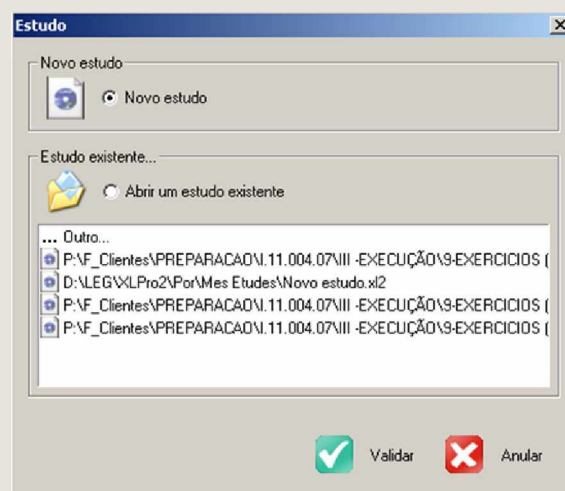 Estudo
Novo estudo
Novo estudo
Estudo existente...
Abrir um estudo existente
... Outro...
P:\F_Clientes\PREPARACAO\I.11.004.07\III -EXECUÇÃO\9-EXERCICIOS (
D:\LEG\XLPro2\Por\Mes Etudes\Novo estudo.xl2
P:\F_Clientes\PREPARACAO\I.11.004.07\III -EXECUÇÃO\9-EXERCICIOS (
P:\F_Clientes\PREPARACAO\I.11.004.07\III -EXECUÇÃO\9-EXERCICIOS (
Validar Anular